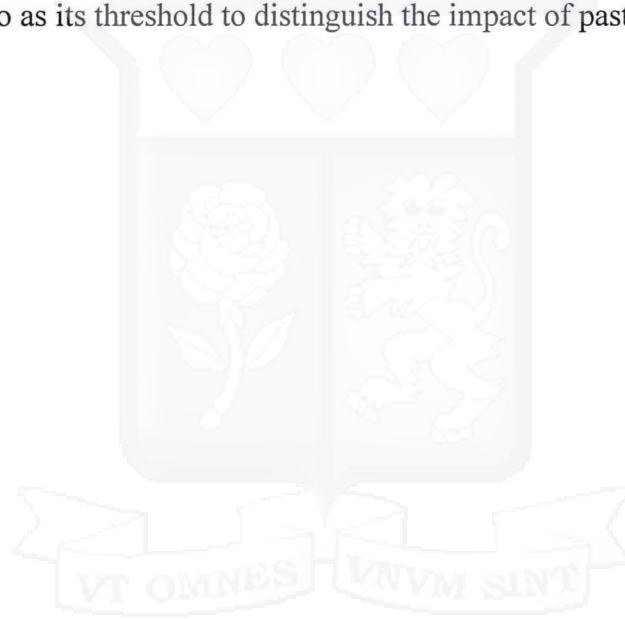 o as its threshold to distinguish the impact of past
VT OMNES VNVM SINT